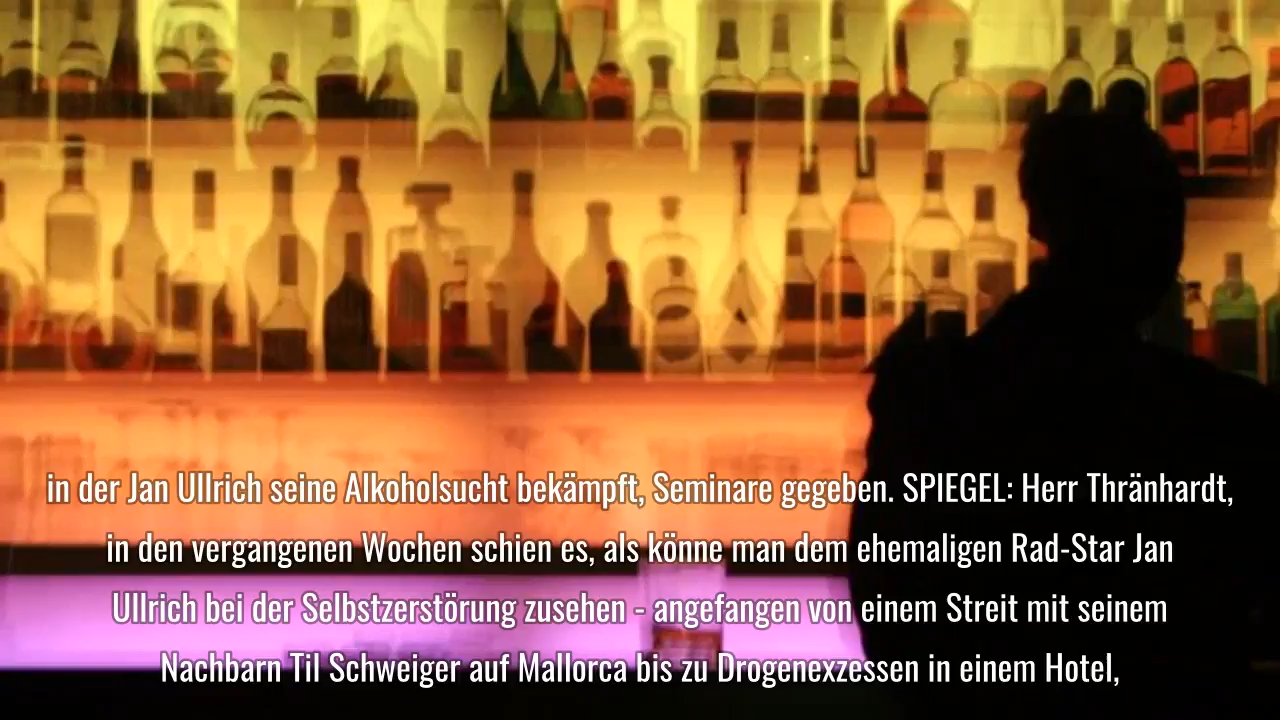 in der Jan Ullrich seine Alkoholsucht bekämpft, Seminare gegeben. SPIEGEL: Herr Thränhardt,
in den vergangenen Wochen schien es, als könne man dem ehemaligen Rad-Star Jan
Ullrich bei der Selbstzerstörung zusehen - angefangen von einem Streit mit seinem
Nachbarn Til Schweiger auf Mallorca bis zu Drogenexzessen in einem Hotel,